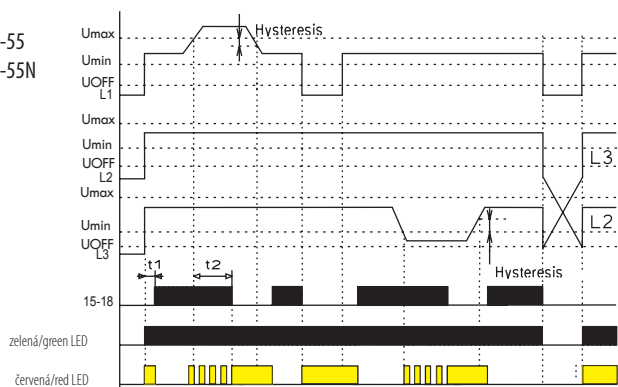 -55
-55N
Umax
Hysteresis
Umin
UOFF
L1
Umax
Umin
UOFF
L2
L3
Umax
Umin
L2
UOFF
L3
Hysteresis
t1
t2
15-18
zelená/green LED
červená/red LED